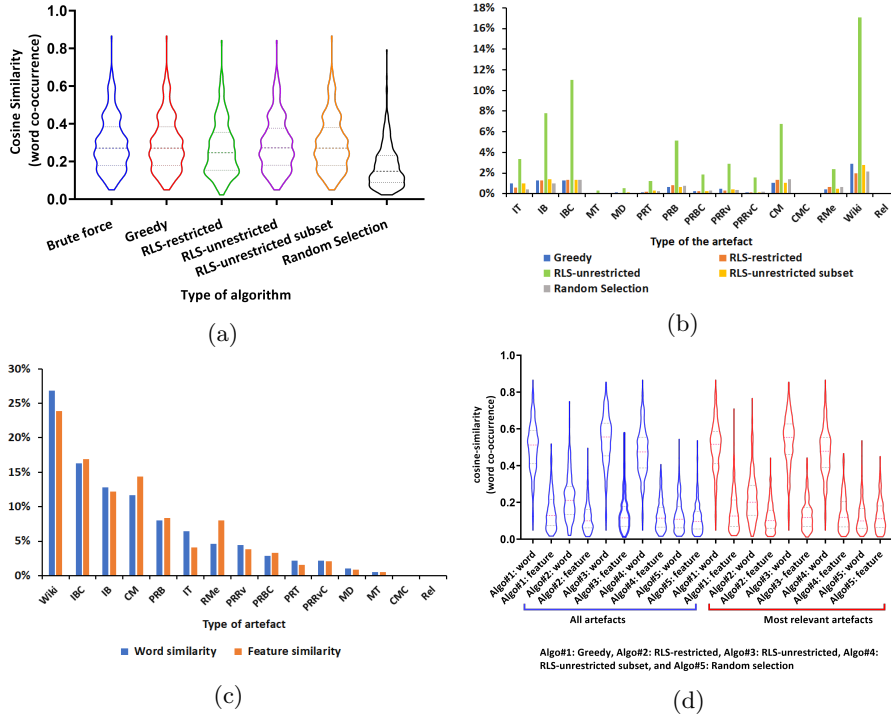 1.0
0.8
0.6
0.4
0.2
0.0
Cosine Similarity
(word co-occurrence)
Brute force
Greedy
RLS-restricted
RLS-unrestricted
RLS-unrestricted subset
Random Selection
Type of algorithm
(a)
18%
16%
14%
12%
10%
8%
6%
4%
2%
0%
IT
IB
IBC
MT
MD
PRT
PRB
PRBC
PRRv
PRRvC
CM
CMC
RMe
Wiki
Rel
Type of the artefact
Greedy
RLS-restricted
RLS-unrestricted
RLS-unrestricted subset
Random Selection
(b)
30%
25%
20%
15%
10%
5%
0%
Wiki
IBC
IB
CM
PRB
IT
RMe
PRRv
PRBC
PRT
PRRvC
MD
MT
CMC
Rel
Type of artefact
Word similarity
Feature similarity
(c)
1.0
0.8
0.6
0.4
0.2
0.0
cosine-similarity
(word co-occurrence)
Algo#1: word
Algo#1: feature
Algo#2: word
Algo#2: feature
Algo#3: word
Algo#3: feature
Algo#4: word
Algo#4: feature
Algo#5: word
Algo#5: feature
Algo#1: word
Algo#1: feature
Algo#2: word
Algo#2: feature
Algo#3: word
Algo#3- feature
Algo#4: word
Algo#4: feature
Algo#5: word
Algo#5: feature
All artefacts
Most relevant artefacts
Algo#1: Greedy, Algo#2: RLS-restricted, Algo#3: RLS-unrestricted, Algo#4:
RLS-unrestricted subset, and Algo#5: Random selection
(d)